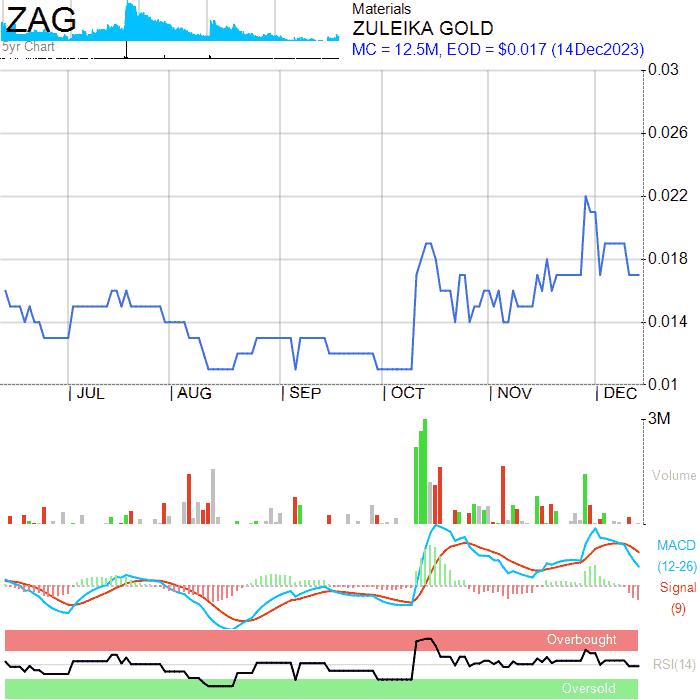 ZAG
5yr Chart
Materials
ZULEIKA GOLD
MC = 12.5M, EOD = $0.017 (14Dec2023)
0.03
0.026
0.022
0.018
0.014
0.01
JUL AUG SEP OCT NOV DEC
3M
Volume
MACD
(12-26)
Signal
(9)
Overbought
RSI(14)
Oversold